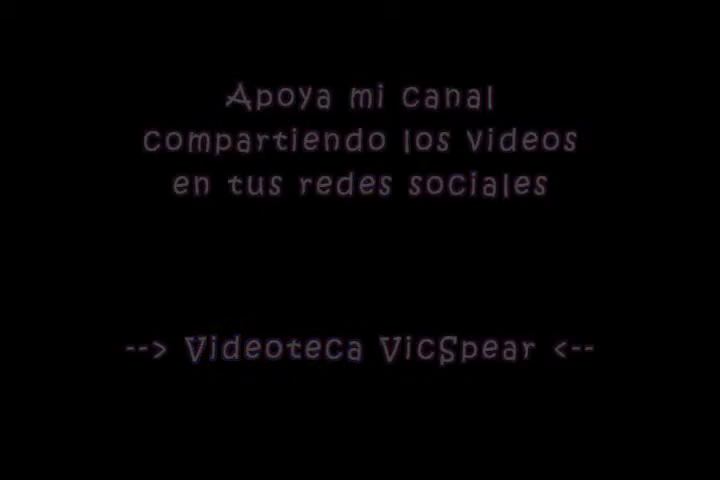 Apoya mi canal
compartiendo los videos
en tus redes sociales
--> Videoteca VicSpear <--